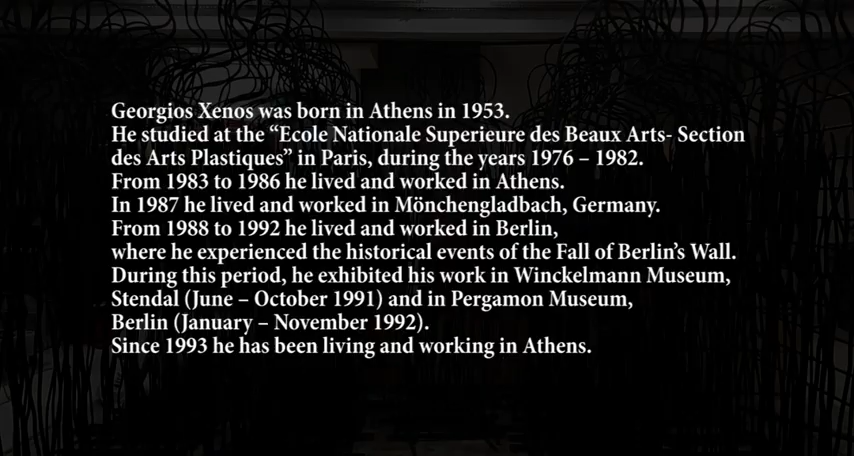 Georgios Xenos was born in Athens in 1953.
He studied at the “Ecole Nationale Superieure des Beaux Arts- Section
des Arts Plastiques” in Paris, during the years 1976 – 1982.
From 1983 to 1986 he lived and worked in Athens.
In 1987 he lived and worked in Mönchengladbach, Germany.
From 1988 to 1992 he lived and worked in Berlin,
where he experienced the historical events of the Fall of Berlin’s Wall.
During this period, he exhibited his work in Winckelmann Museum,
Stendal (June – October 1991) and in Pergamon Museum,
Berlin (January – November 1992).
Since 1993 he has been living and working in Athens.